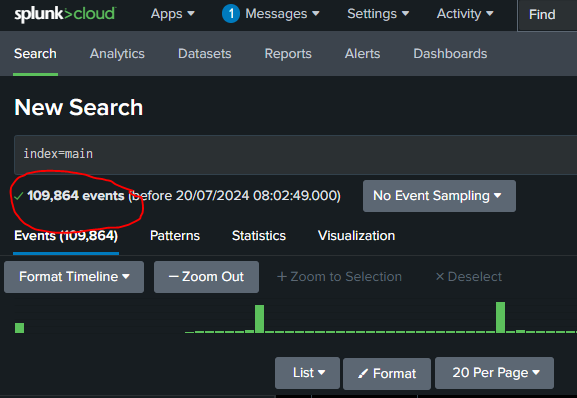 splunk>cloud Apps 1 Messages Settings Activity Find
Search Analytics Datasets Reports Alerts Dashboards
New Search
index=main
109,864 events (before 20/07/2024 08:02:49.000) No Event Sampling
Events (109,864) Patterns Statistics Visualization
Format Timeline — Zoom Out + Zoom to Selection × Deselect
List Format 20 Per Page